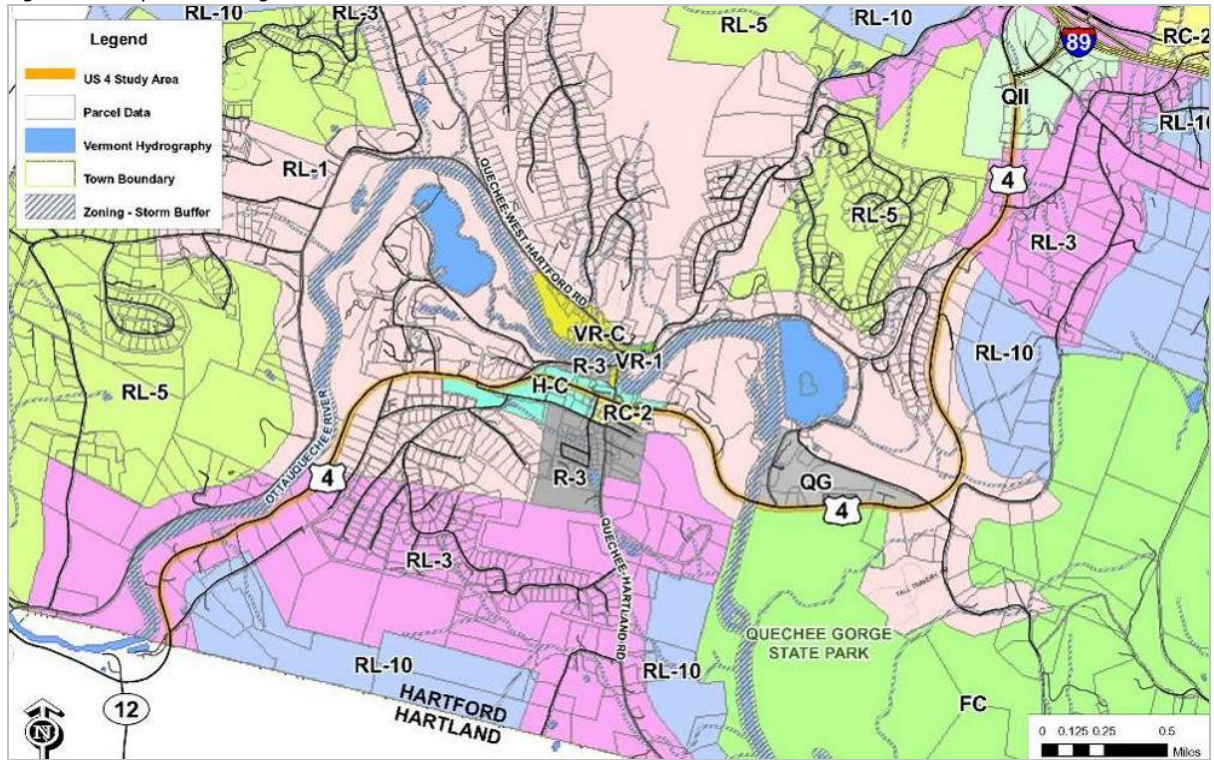 RL-10
RL-3
RL-5
RL-10
89
RC-2
Legend
US 4 Study Area
Parcel Data
Vermont Hydrography
Town Boundary
Zoning - Storm Buffer
QII
RL-10
4
RL-1
QUECHEE-WEST HARTFORD RD
RL-5
RL-3
VR-C
VR-1
R-3
H-C
RL-10
RL-5
RC-2
B
OTTAUQUECHEE RIVER
4
R-3
QG
4
RL-3
QUECHEE-HARTLAND RD
QUECHEE GORGE
STATE PARK
RL-10
RL-10
HARTFORD
HARTLAND
FC
12
N
0 0.125 0.25 0.5
Miles